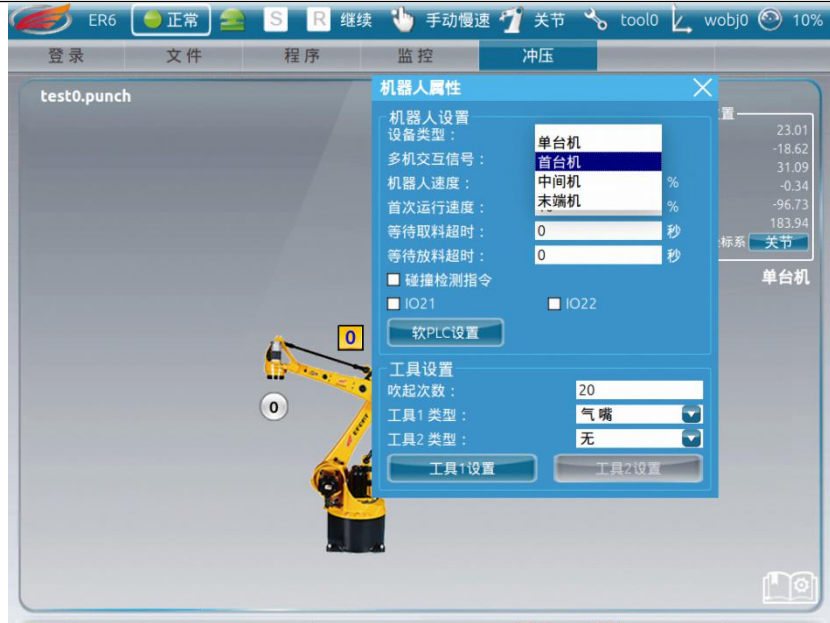 ER6 正常 S R 继续 手动慢速 关节 tool0 wobj0 10%
登录 文件 程序 监控 冲压
test0.punch
机器人属性
机器人设置
设备类型：
单台机
首台机
中间机
末端机
多机交互信号：
机器人速度： %
首次运行速度： %
等待取料超时： 0 秒
等待放料超时： 0 秒
碰撞检测指令
IO21 IO22
软PLC设置
工具设置
吹起次数： 20
工具1 类型： 气嘴
工具2 类型： 无
工具1设置 工具2设置
置
23.01
-18.62
31.09
-0.34
-96.73
183.94
标系 关节
单台机
0
0